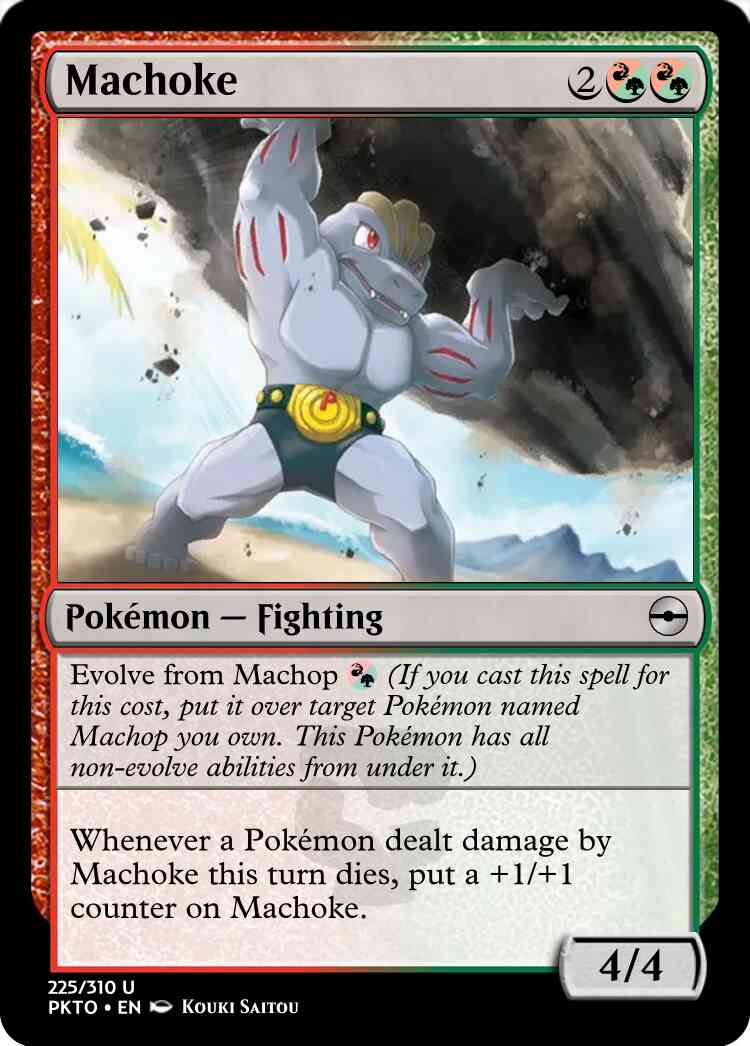 Machoke 2
P
Pokémon — Fighting
Evolve from Machop (If you cast this spell for
this cost, put it over target Pokémon named
Machop you own. This Pokémon has all
non-evolve abilities from under it.)
Whenever a Pokémon dealt damage by
Machoke this turn dies, put a +1/+1
counter on Machoke.
4/4
225/310 U
PKTO • EN Kouki Saitou